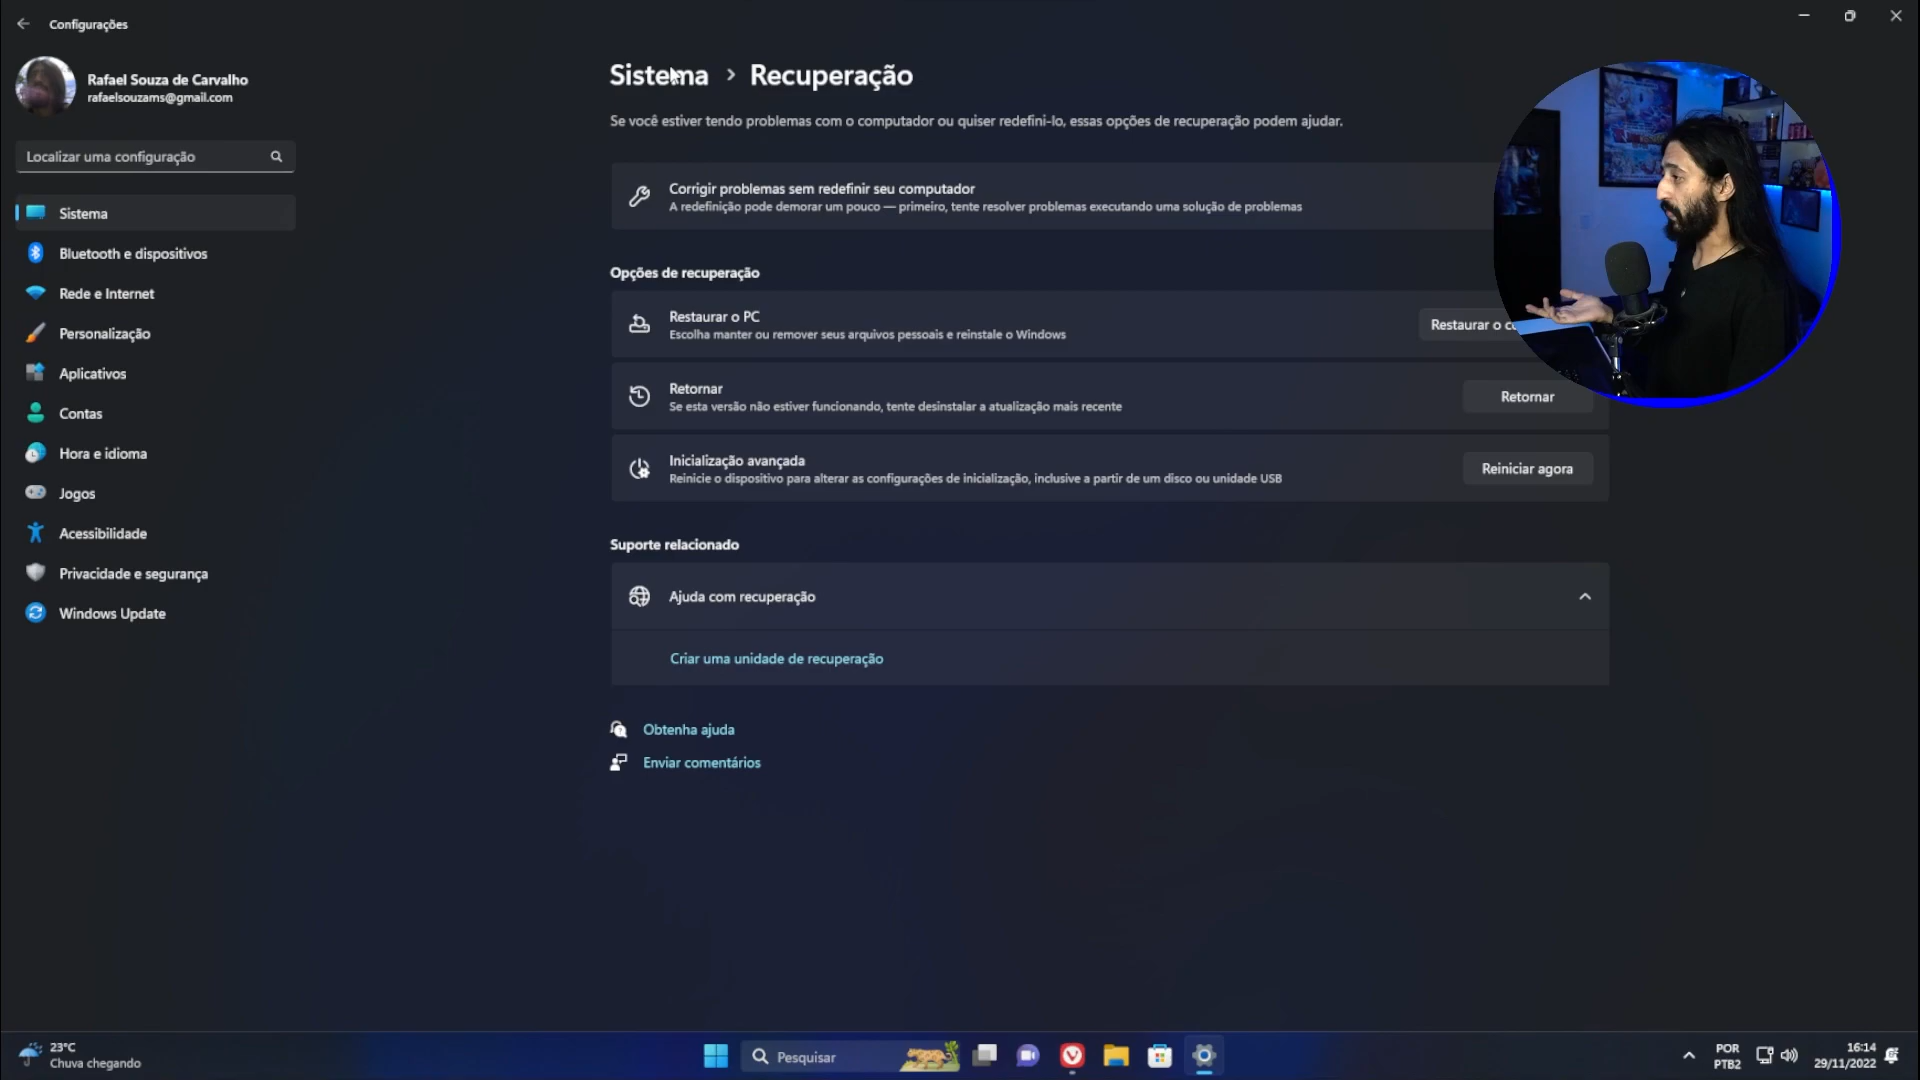 Configurações
Rafael Souza de Carvalho
rafaelsouzams@gmail.com
Localizar uma configuração
Sistema
Bluetooth e dispositivos
Rede e Internet
Personalização
Aplicativos
Contas
Hora e idioma
Jogos
Acessibilidade
Privacidade e segurança
Windows Update
Sistema > Recuperação
Se você estiver tendo problemas com o computador ou quiser redefini-lo, essas opções de recuperação podem ajudar.
Corrigir problemas sem redefinir seu computador
A redefinição pode demorar um pouco — primeiro, tente resolver problemas executando uma solução de problemas
Opções de recuperação
Restaurar o PC
Escolha manter ou remover seus arquivos pessoais e reinstale o Windows
Restaurar o
Retornar
Se esta versão não estiver funcionando, tente desinstalar a atualização mais recente
Retornar
Inicialização avançada
Reinicie o dispositivo para alterar as configurações de inicialização, inclusive a partir de um disco ou unidade USB
Reiniciar agora
Suporte relacionado
Ajuda com recuperação
Criar uma unidade de recuperação
Obtenha ajuda
Enviar comentários
23°C
Chuva chegando
Pesquisar
POR
PTB2
16:14
29/11/2022